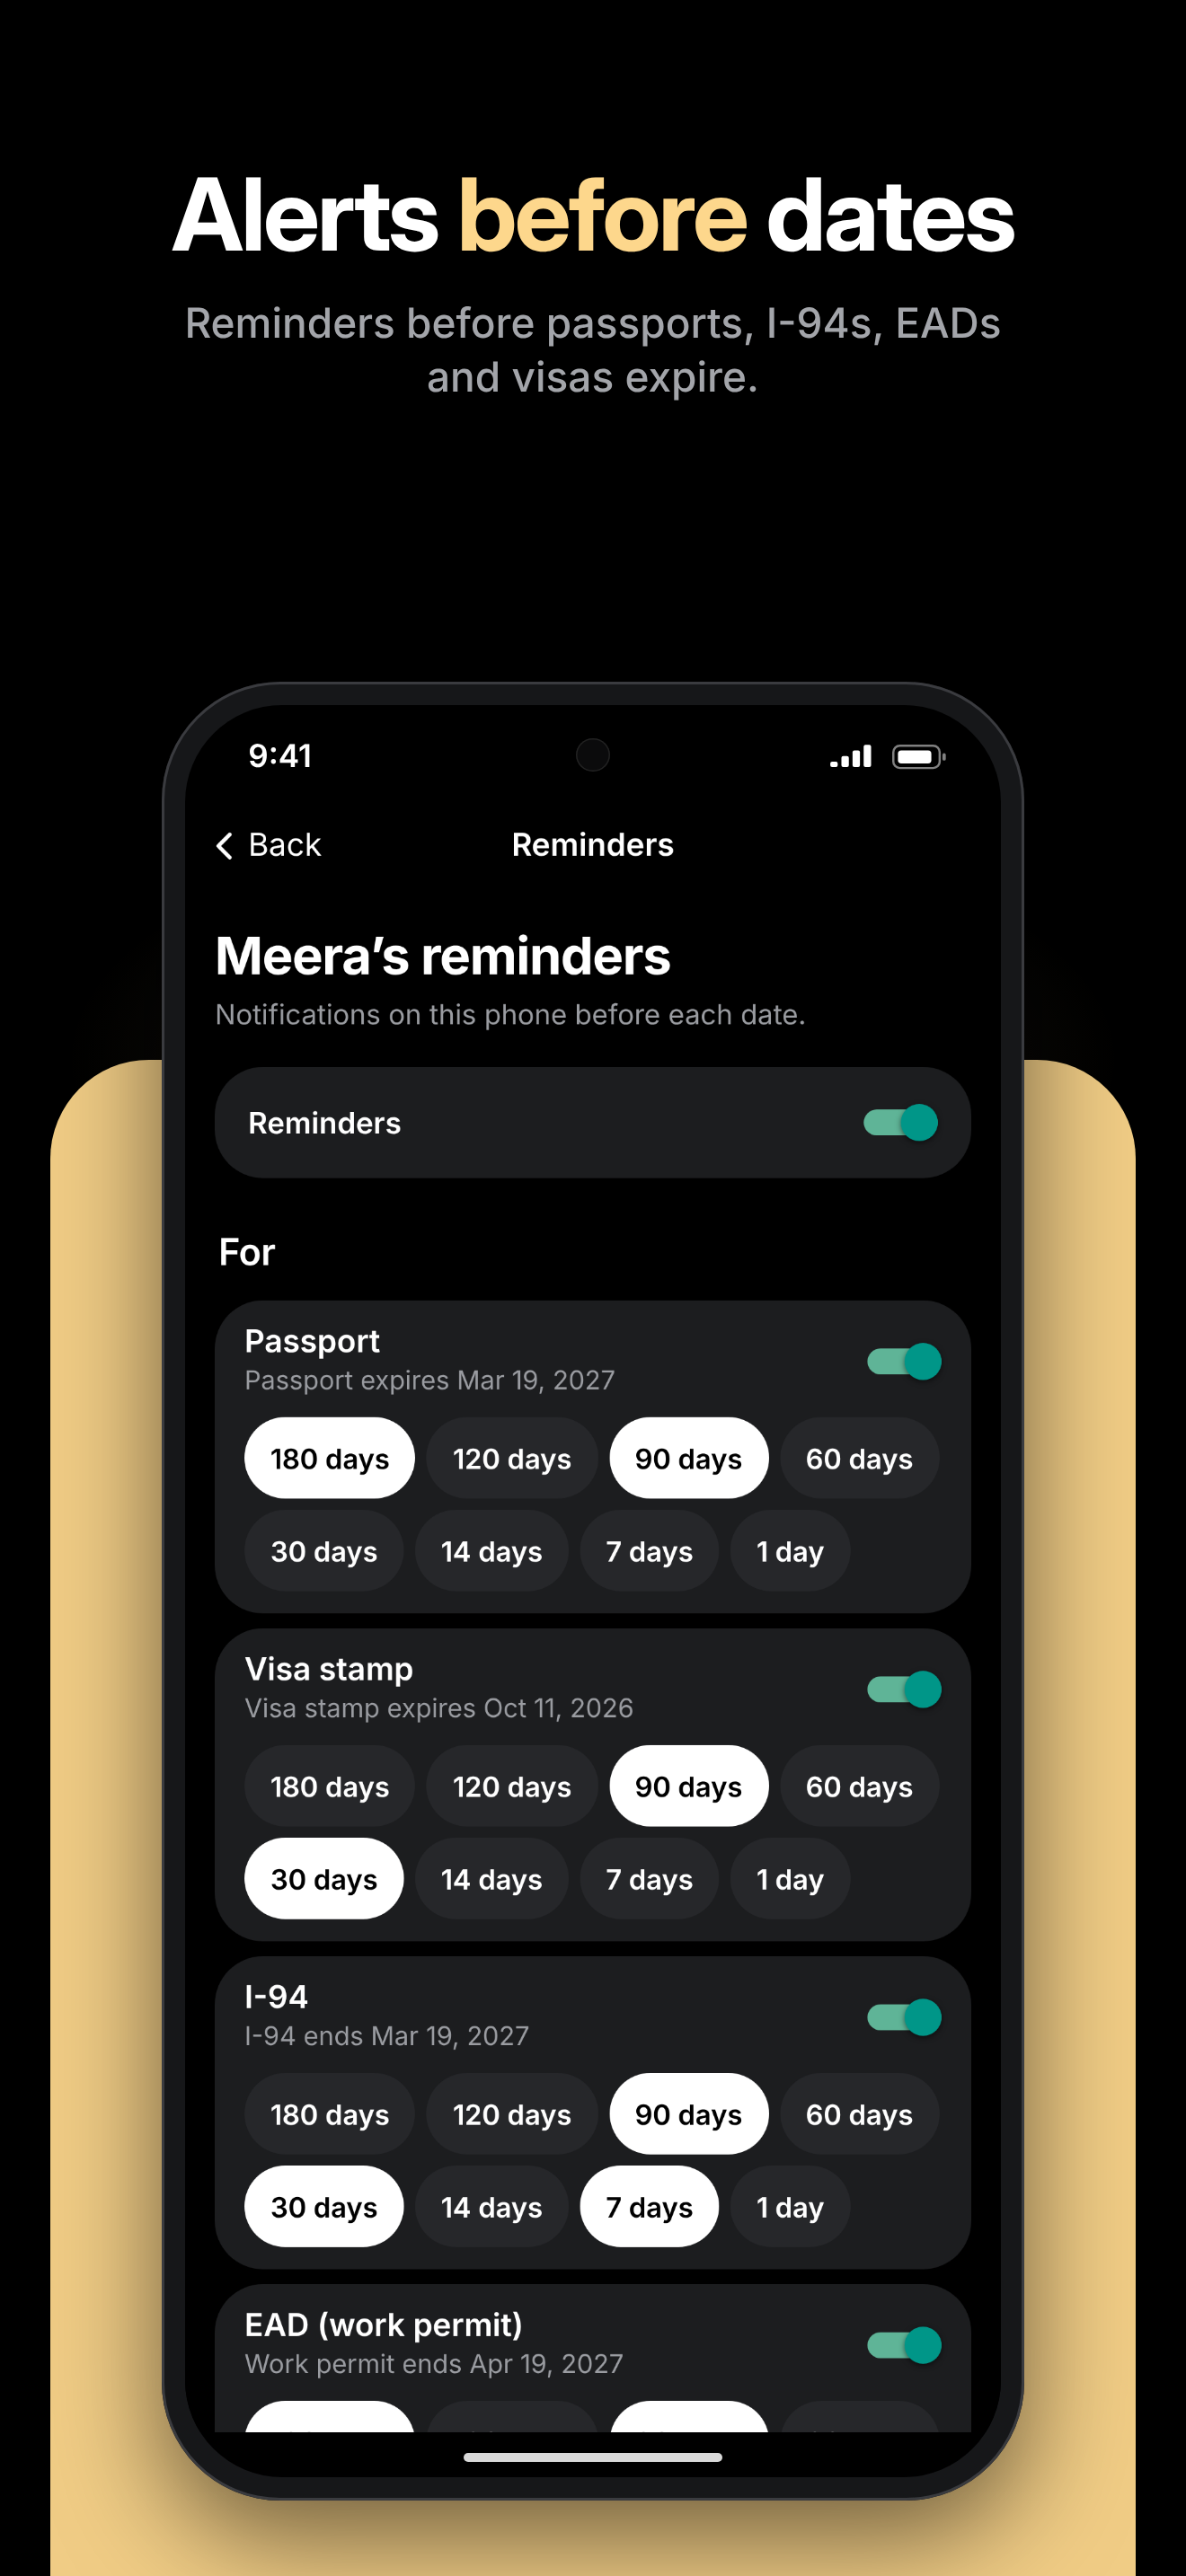 Alerts before dates
Reminders before passports, I-94s, EADs
and visas expire.
9:41
Back
Reminders
Meera’s reminders
Notifications on this phone before each date.
Reminders
For
Passport
Passport expires Mar 19, 2027
180 days 120 days 90 days 60 days
30 days 14 days 7 days 1 day
Visa stamp
Visa stamp expires Oct 11, 2026
180 days 120 days 90 days 60 days
30 days 14 days 7 days 1 day
I-94
I-94 ends Mar 19, 2027
180 days 120 days 90 days 60 days
30 days 14 days 7 days 1 day
EAD (work permit)
Work permit ends Apr 19, 2027